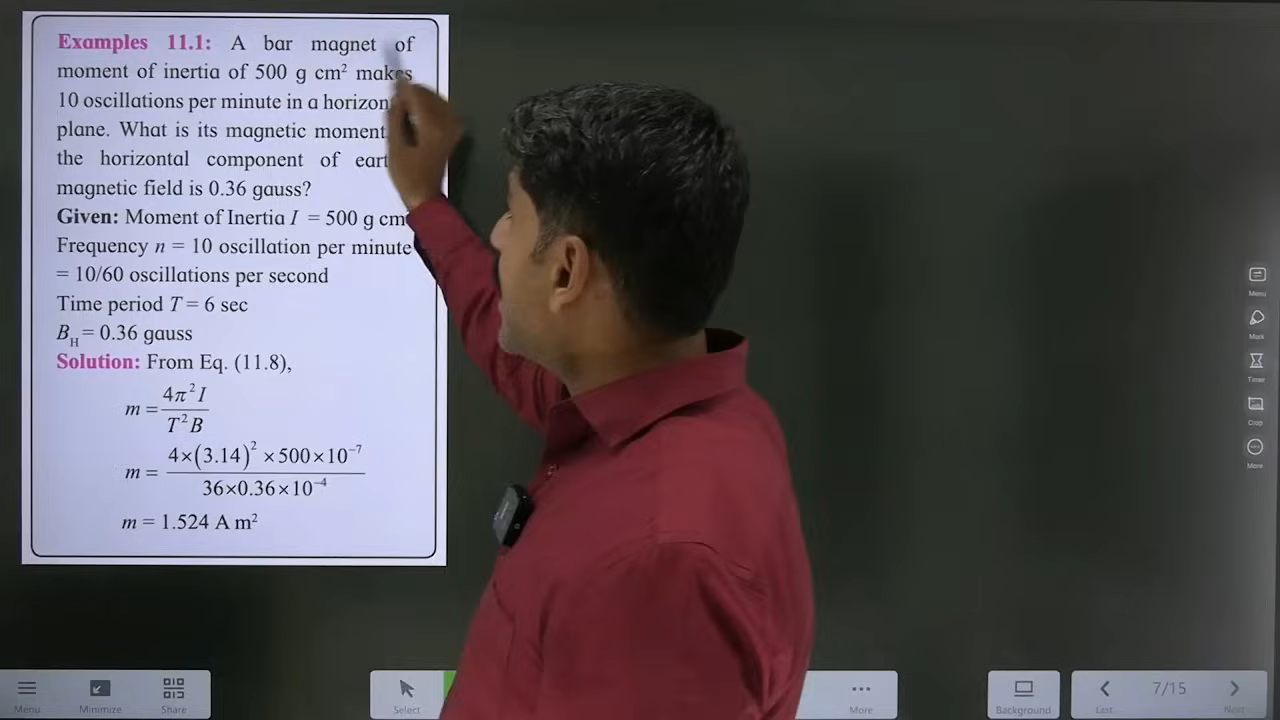 Examples 11.1: A bar magnet of
moment of inertia of 500 g cm² makes
10 oscillations per minute in a
plane. What is its magnetic moment
the horizontal component of
magnetic field is 0.36 gauss?
Given: Moment of Inertia I = 500 g cm
Frequency n = 10 oscillation per minute
= 10/60 oscillations per second
Time period T = 6 sec
B_H = 0.36 gauss
Solution: From Eq. (11.8),
m = 4π² I / T² B
m = 4×(3.14)² ×500×10⁻⁷ / 36×0.36×10⁻⁴
m = 1.524 A m²
Menu
Mark
Timer
Crop
More
Menu
Minimize
Share
Select
More
Background
Last
7/15
Next